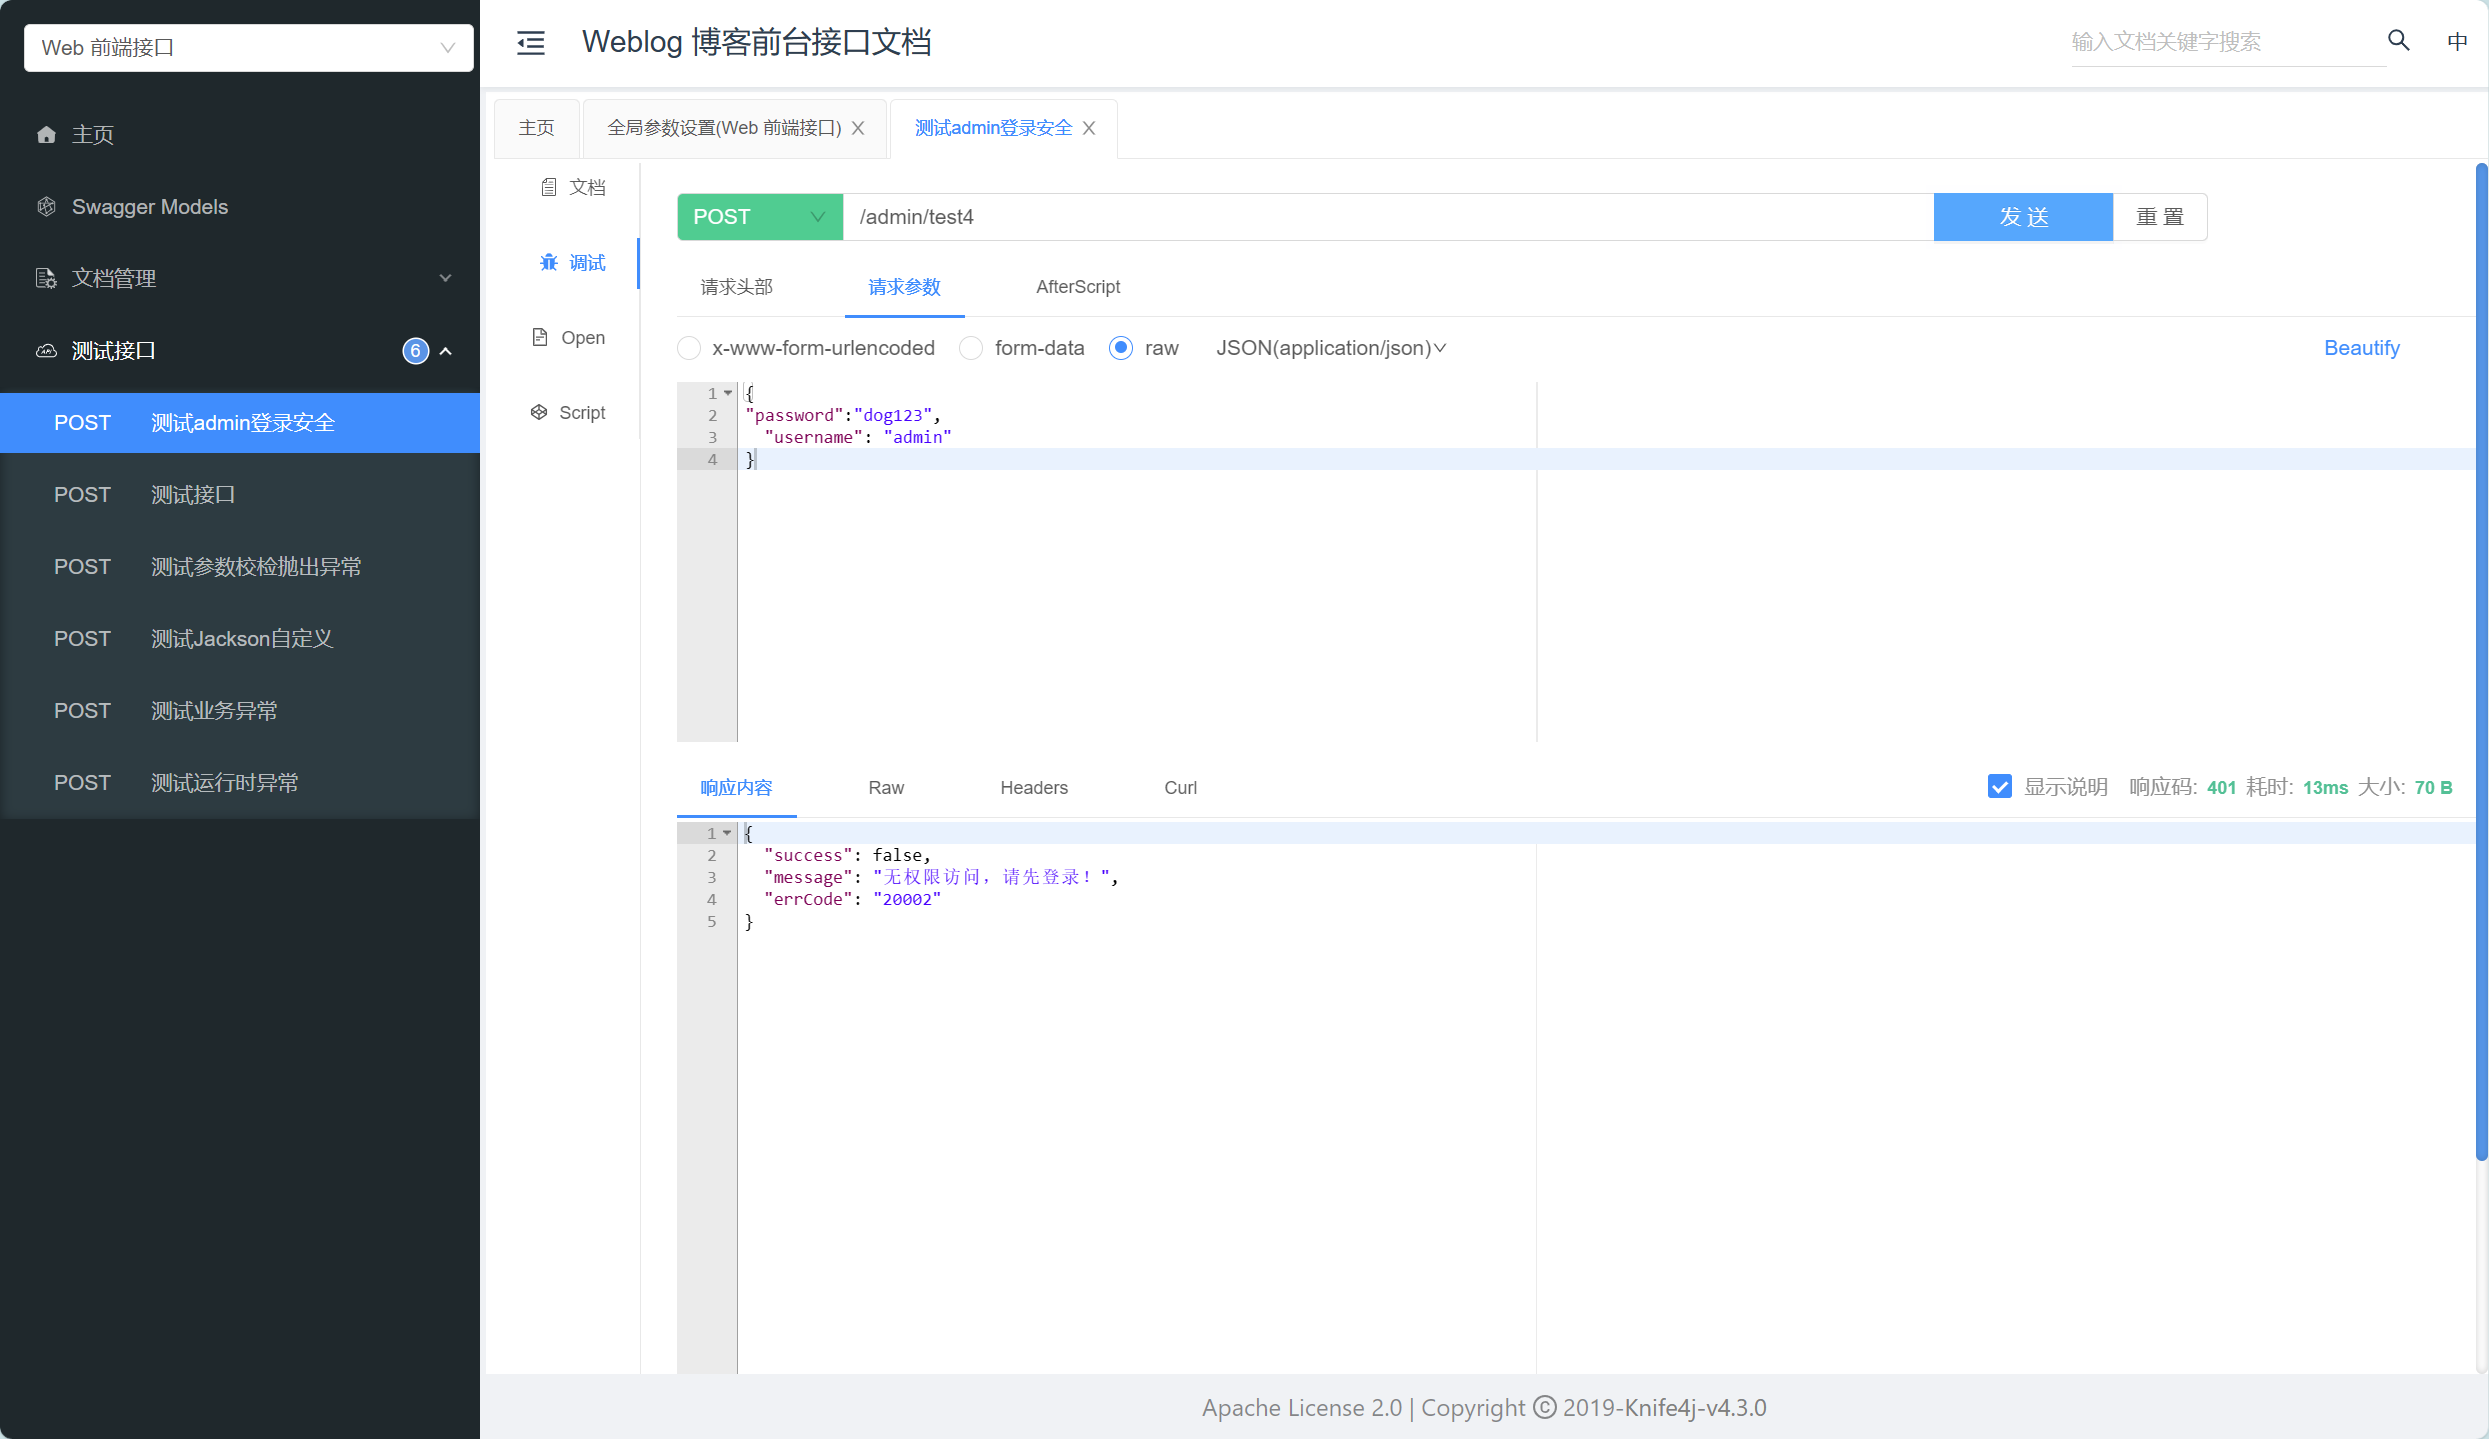 Web 前端接口
主页
Swagger Models
文档管理
测试接口 6
POST 测试admin登录安全
POST 测试接口
POST 测试参数校检抛出异常
POST 测试Jackson自定义
POST 测试业务异常
POST 测试运行时异常
Weblog 博客前台接口文档
输入文档关键字搜索
中
主页
全局参数设置(Web 前端接口)
测试admin登录安全
文档
调试
Open
Script
POST /admin/test4
发 送
重 置
请求头部 请求参数 AfterScript
x-www-form-urlencoded form-data raw JSON(application/json)
Beautify
1 {
2 "password":"dog123",
3 "username": "admin"
4 }
响应内容 Raw Headers Curl
显示说明 响应码: 401 耗时: 13ms 大小: 70 B
1 {
2 "success": false,
3 "message": "无权限访问，请先登录！",
4 "errCode": "20002"
5 }
Apache License 2.0 | Copyright © 2019-Knife4j-v4.3.0